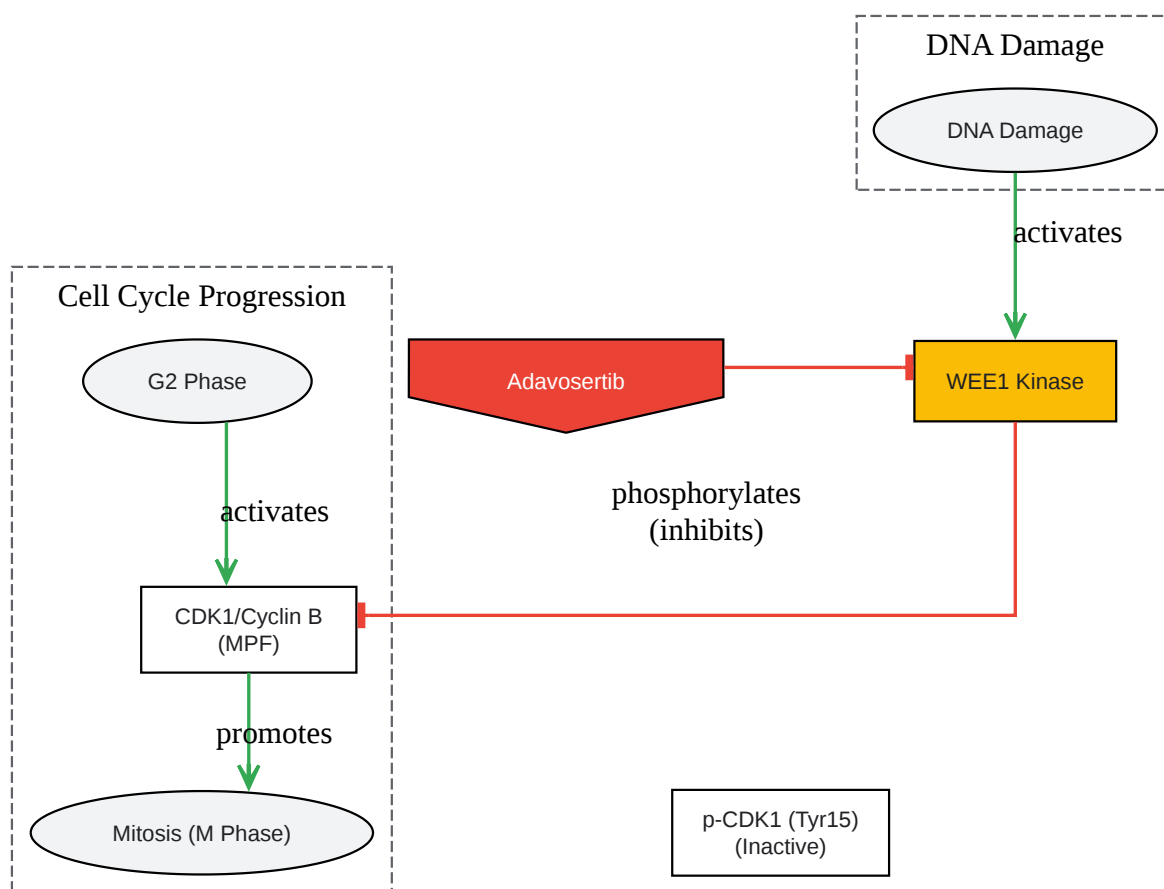 DNA Damage
DNA Damage
activates
Cell Cycle Progression
G2 Phase
Adavosertib
WEE1 Kinase
activates
phosphorylates
(inhibits)
CDK1/Cyclin B
(MPF)
promotes
Mitosis (M Phase)
p-CDK1 (Tyr15)
(Inactive)